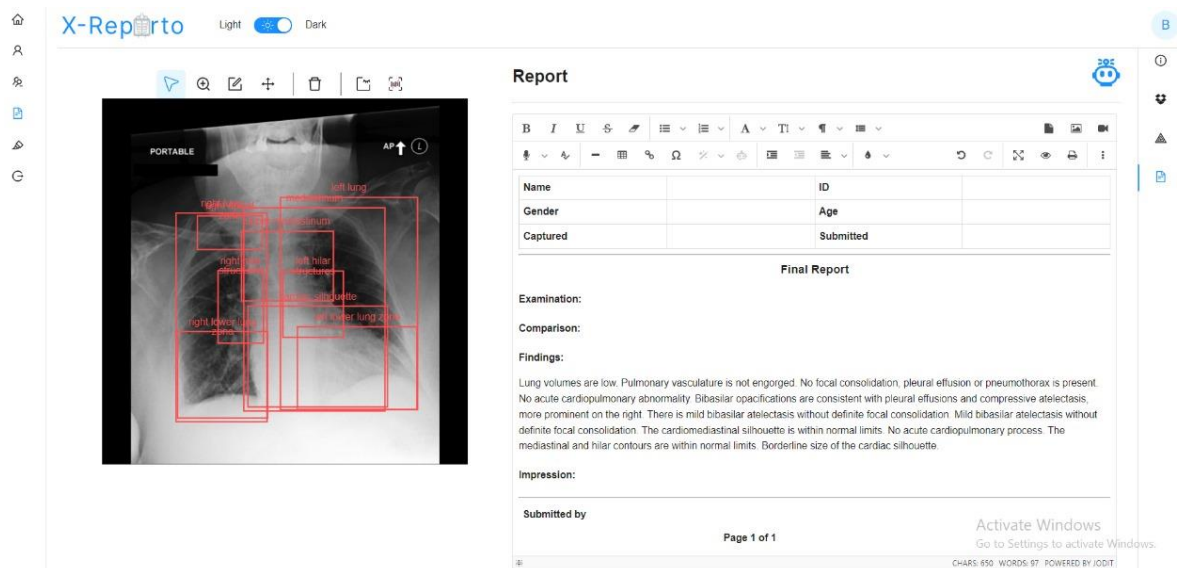 X-Reporto
Light
Dark
B
Report
PORTABLE
AP
L
left lung
mediastinum
right lung
zone
mediastinum
right hilar
structures
left hilar
structures
cardiac silhouette
right lower lung
zone
left lower lung zone
B I U S
Name ID
Gender Age
Captured Submitted
Final Report
Examination:
Comparison:
Findings:
Lung volumes are low. Pulmonary vasculature is not engorged. No focal consolidation, pleural effusion or pneumothorax is present.
No acute cardiopulmonary abnormality. Bibasilar opacifications are consistent with pleural effusions and compressive atelectasis,
more prominent on the right. There is mild bibasilar atelectasis without definite focal consolidation. Mild bibasilar atelectasis without
definite focal consolidation. The cardiomediastinal silhouette is within normal limits. No acute cardiopulmonary process. The
mediastinal and hilar contours are within normal limits. Borderline size of the cardiac silhouette.
Impression:
Submitted by
Page 1 of 1
Activate Windows
Go to Settings to activate Windows.
CHARS: 650 WORDS: 97 POWERED BY JODIT